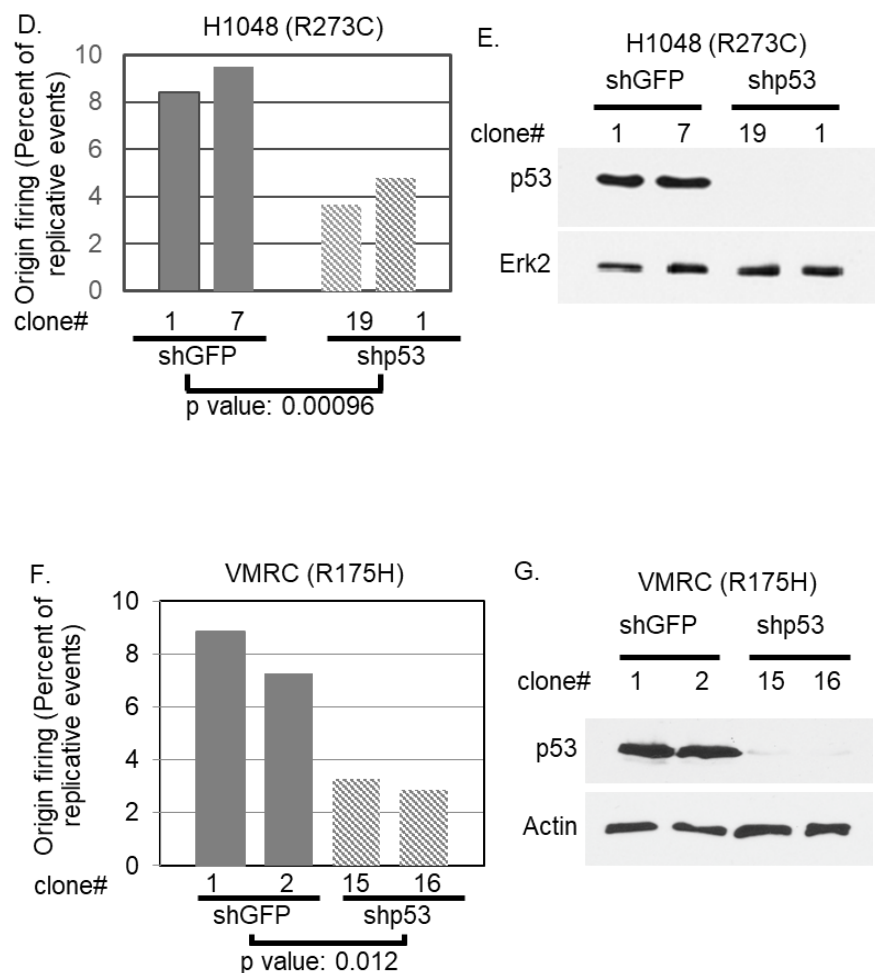 D.
H1048 (R273C)
Origin firing (Percent of
replicative events)
10
8
6
4
2
0
clone# 1 7 19 1
shGFP shp53
p value: 0.00096
E.
H1048 (R273C)
shGFP shp53
clone# 1 7 19 1
p53
Erk2
F.
VMRC (R175H)
Origin firing (Percent of
replicative events)
10
8
6
4
2
0
clone# 1 2 15 16
shGFP shp53
p value: 0.012
G.
VMRC (R175H)
shGFP shp53
clone# 1 2 15 16
p53
Actin